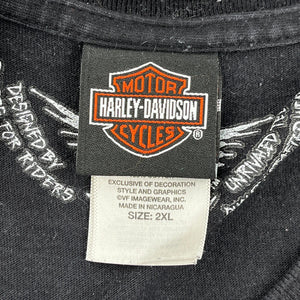 MOTOR
HARLEY-DAVIDSON
CYCLES
®
DESIGNED BY
FOR RIDERS
UNRIVALED
EXCLUSIVE OF DECORATION
STYLE AND GRAPHICS
©VF IMAGEWEAR, INC.
MADE IN NICARAGUA
SIZE: 2XL